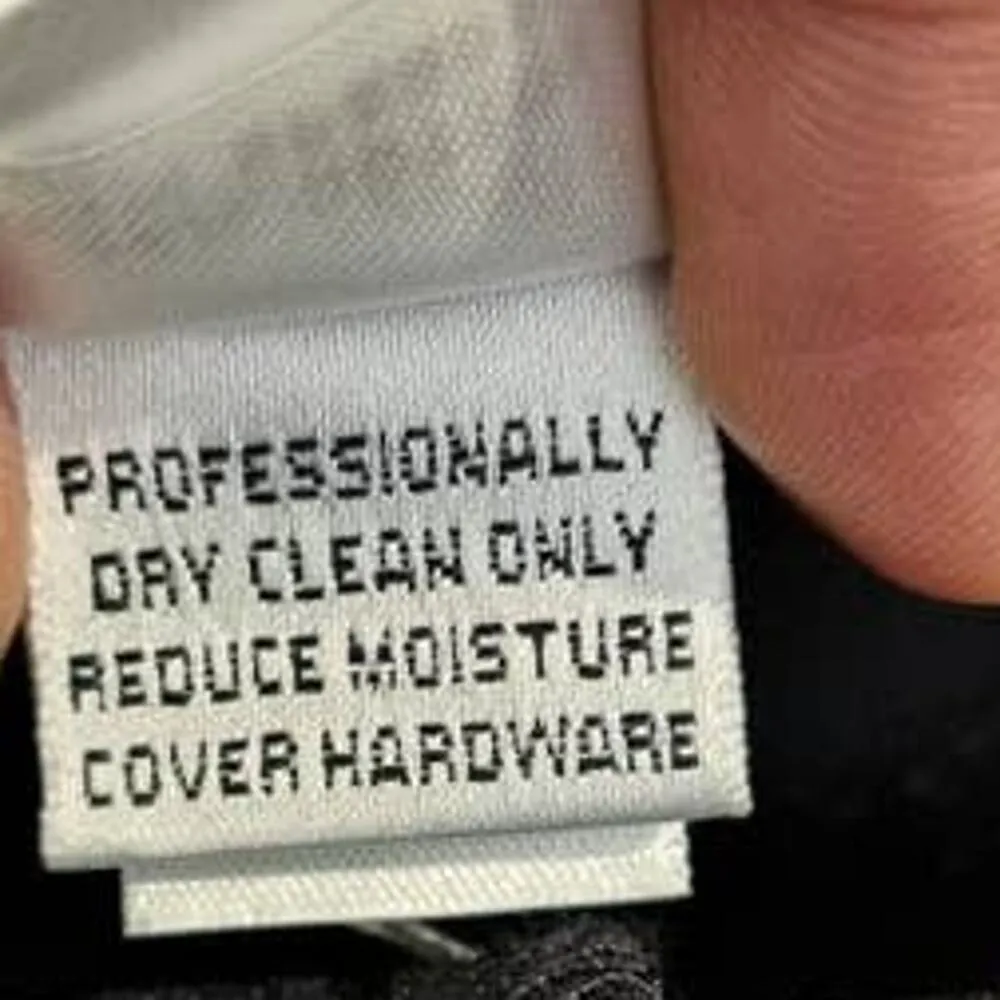 PROFESSIONALLY
DRY CLEAN ONLY
REDUCE MOISTURE
COVER HARDWARE